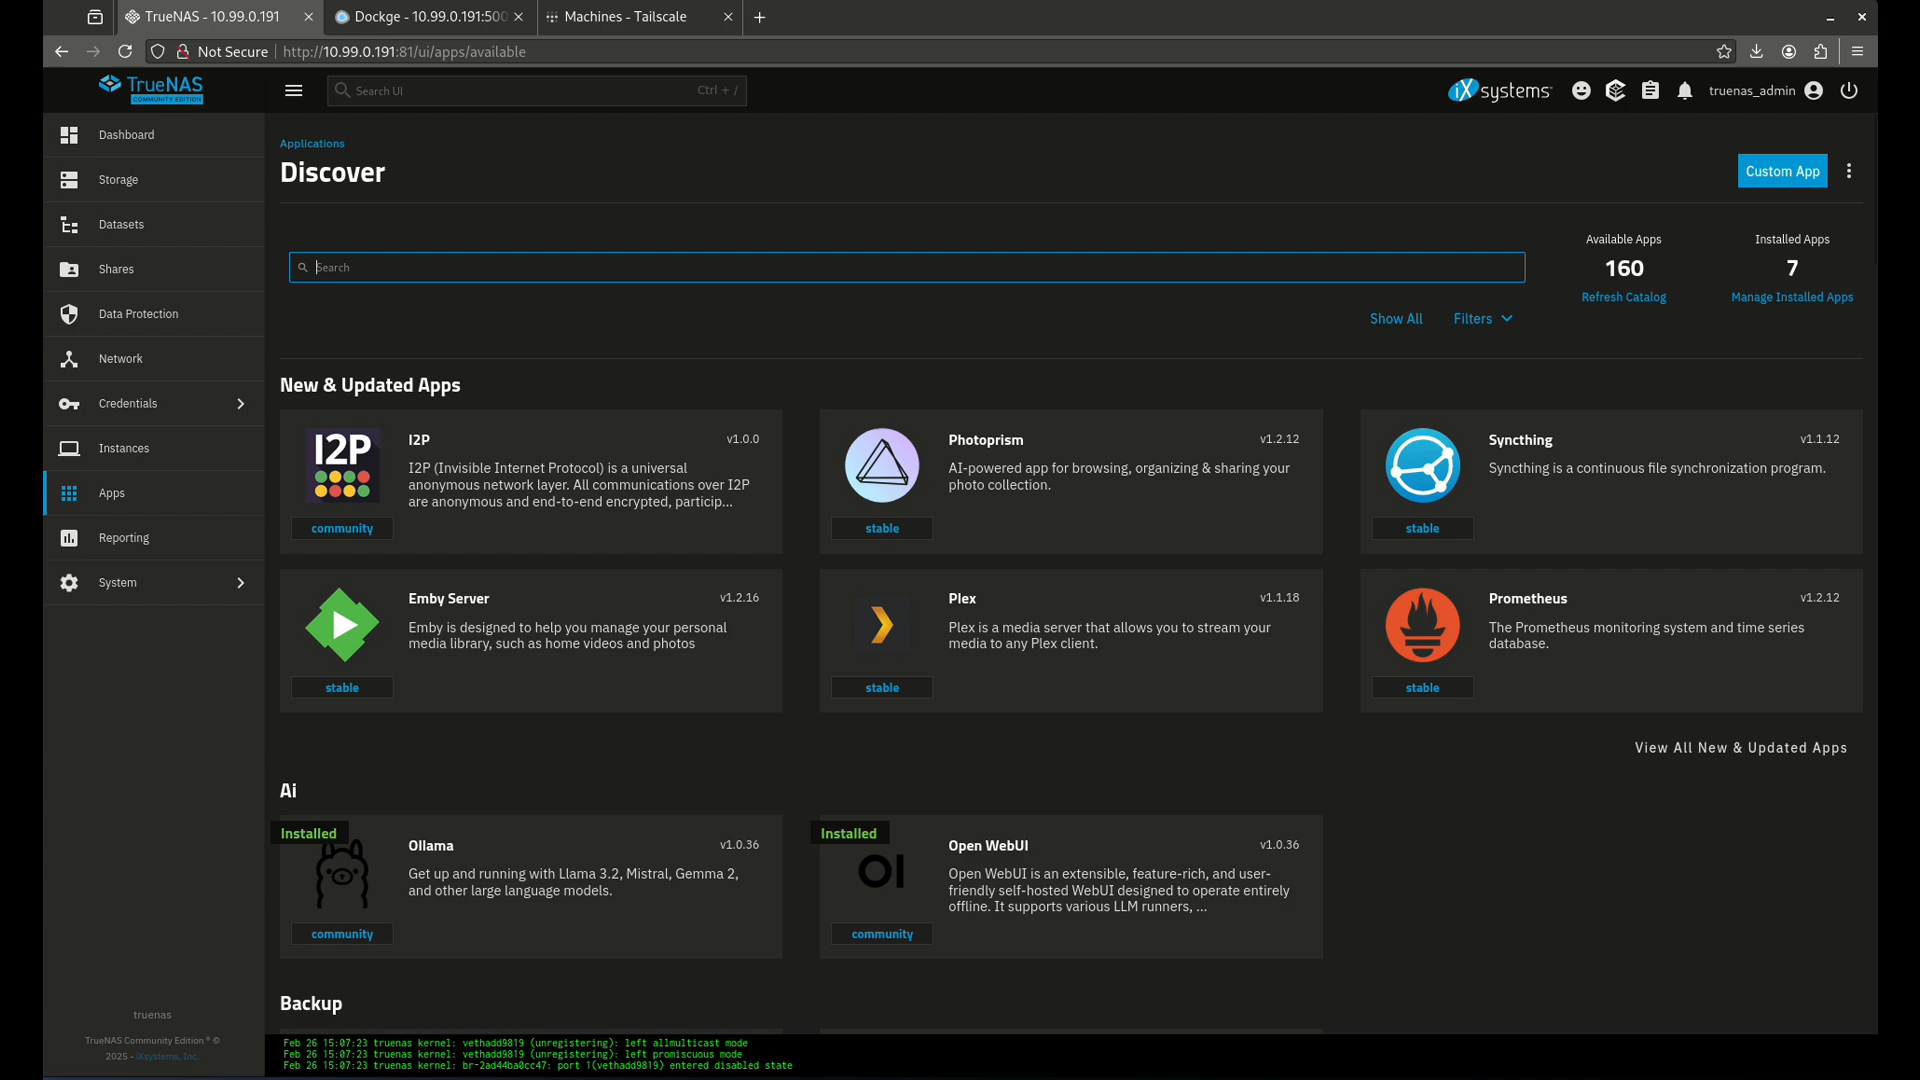 TrueNAS - 10.99.0.191
Dockge - 10.99.0.191:500
Machines - Tailscale
Not Secure
http://10.99.0.191:81/ui/apps/available
TrueNAS
COMMUNITY EDITION
Search UI
Ctrl + /
iXsystems
truenas_admin
Dashboard
Storage
Datasets
Shares
Data Protection
Network
Credentials
Instances
Apps
Reporting
System
truenas
TrueNAS Community Edition ® ©
2025 - iXsystems, Inc.
Applications
Discover
Custom App
Search
Available Apps
160
Refresh Catalog
Installed Apps
7
Manage Installed Apps
Show All
Filters
New & Updated Apps
I2P
v1.0.0
I2P (Invisible Internet Protocol) is a universal
anonymous network layer. All communications over I2P
are anonymous and end-to-end encrypted, particip...
I2P
community
Photoprism
v1.2.12
AI-powered app for browsing, organizing & sharing your
photo collection.
stable
Syncthing
v1.1.12
Syncthing is a continuous file synchronization program.
stable
Emby Server
v1.2.16
Emby is designed to help you manage your personal
media library, such as home videos and photos
stable
Plex
v1.1.18
Plex is a media server that allows you to stream your
media to any Plex client.
stable
Prometheus
v1.2.12
The Prometheus monitoring system and time series
database.
stable
View All New & Updated Apps
Ai
Installed
Ollama
v1.0.36
Get up and running with Llama 3.2, Mistral, Gemma 2,
and other large language models.
community
Installed
OI
Open WebUI
v1.0.36
Open WebUI is an extensible, feature-rich, and user-
friendly self-hosted WebUI designed to operate entirely
offline. It supports various LLM runners, ...
community
Backup
Feb 26 15:07:23 truenas kernel: vethadd9819 (unregistering): left allmulticast mode
Feb 26 15:07:23 truenas kernel: vethadd9819 (unregistering): left promiscuous mode
Feb 26 15:07:23 truenas kernel: br-2ad44ba0cc47: port 1(vethadd9819) entered disabled state